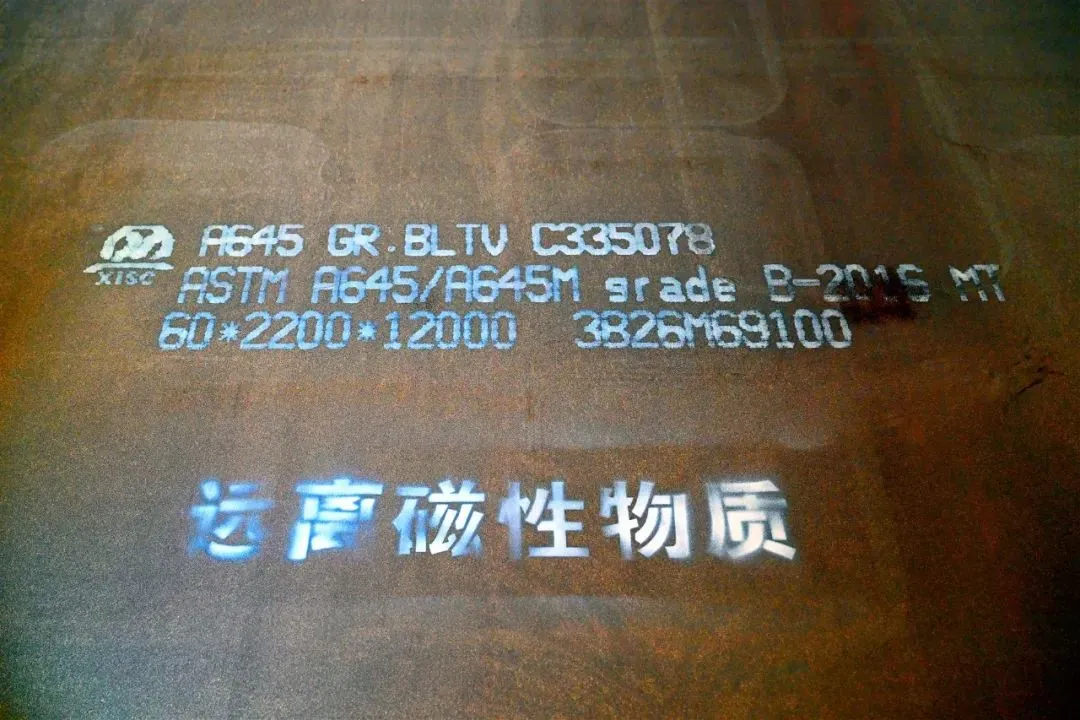 XISC
A645 GR.BLTV C335078
ASTM A645/A645M grade B-2016 MT
60*2200*12000 3B26M69100
远离磁性物质